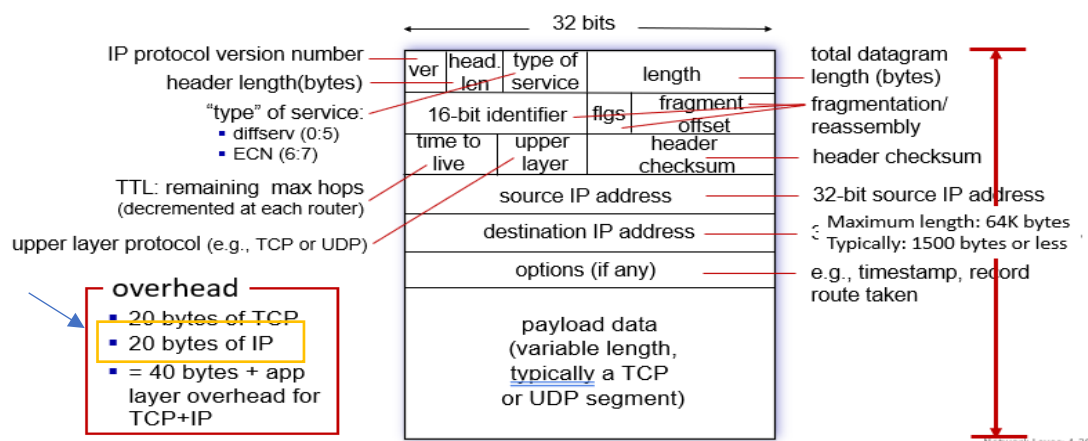 32 bits
IP protocol version number
header length(bytes)
"type" of service:
diffserv (0:5)
ECN (6:7)
TTL: remaining max hops
(decremented at each router)
upper layer protocol (e.g., TCP or UDP)
overhead
20 bytes of TCP
20 bytes of IP
= 40 bytes + app
layer overhead for
TCP+IP
ver
head.
len
type of
service
length
16-bit identifier
flgs
fragment
offset
time to
live
upper
layer
header
checksum
source IP address
destination IP address
options (if any)
payload data
(variable length,
typically a TCP
or UDP segment)
total datagram
length (bytes)
fragmentation/
reassembly
header checksum
32-bit source IP address
Maximum length: 64K bytes
Typically: 1500 bytes or less
e.g., timestamp, record
route taken